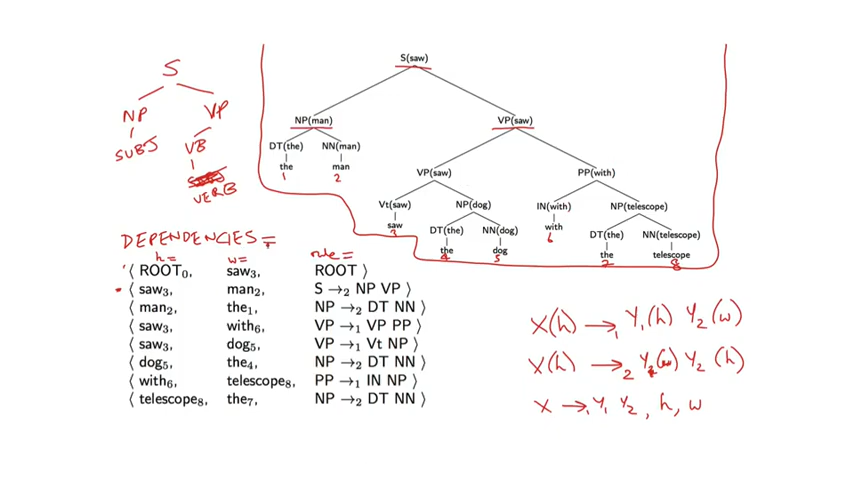 S
NP VP
SUBJ VB
VERB
S(saw)
NP(man) VP(saw)
DT(the) NN(man) VP(saw) PP(with)
the man
1 2
Vt(saw) NP(dog) IN(with) NP(telescope)
saw DT(the) NN(dog) with DT(the) NN(telescope)
3 6
the dog the telescope
4 5 2 8
DEPENDENCIES =
h= w= rule=
⟨ ROOT₀, saw₃, ROOT ⟩
⟨ saw₃, man₂, S →₂ NP VP ⟩
⟨ man₂, the₁, NP →₂ DT NN ⟩
⟨ saw₃, with₆, VP →₁ VP PP ⟩
⟨ saw₃, dog₅, VP →₁ Vt NP ⟩
⟨ dog₅, the₄, NP →₂ DT NN ⟩
⟨ with₆, telescope₈, PP →₁ IN NP ⟩
⟨ telescope₈, the₇, NP →₂ DT NN ⟩
X(h) →₁ Y₁(h) Y₂(w)
X(h) →₂ (w) Y₂(h)
X →₁ Y₁ Y₂, h, w